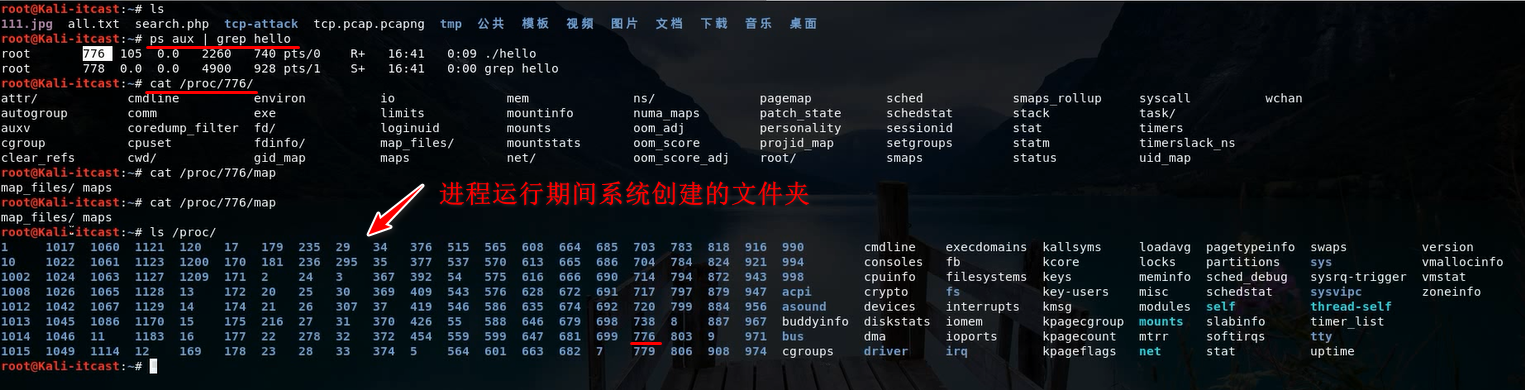 root@Kali-itcast:~# ls
111.jpg all.txt search.php tcp-attack tcp.pcap.pcapng tmp 公共 模板 视频 图片 文档 下载 音乐 桌面
root@Kali-itcast:~# ps aux | grep hello
root 776 105 0.0 2260 740 pts/0 R+ 16:41 0:09 ./hello
root 778 0.0 0.0 4900 928 pts/1 S+ 16:41 0:00 grep hello
root@Kali-itcast:~# cat /proc/776/
attr/ cmdline environ io mem ns/ pagemap sched smaps_rollup syscall wchan
autogroup comm exe limits mountinfo numa_maps patch_state schedstat stack task/
auxv coredump_filter fd/ loginuid mounts oom_adj personality sessionid stat timers
cgroup cpuset fdinfo/ map_files/ mountstats oom_score projid_map setgroups statm timerslack_ns
clear_refs cwd/ gid_map maps net/ oom_score_adj root/ smaps status uid_map
root@Kali-itcast:~# cat /proc/776/map
map_files/ maps
进程运行期间系统创建的文件夹
root@Kali-itcast:~# cat /proc/776/map
map_files/ maps
root@Kali-itcast:~# ls /proc/
1 1017 1060 1121 120 17 179 235 29 34 376 515 565 608 664 685 703 783 818 916 990 cmdline execdomains kallsyms loadavg pagetypeinfo swaps version
10 1022 1061 1123 1200 170 181 236 295 35 377 537 570 613 665 686 704 784 824 921 994 consoles fb kcore locks partitions sys vmallocinfo
1002 1024 1063 1127 1209 171 2 24 3 367 392 54 575 616 666 690 714 794 872 943 998 cpuinfo filesystems keys meminfo sched_debug sysrq-trigger vmstat
1008 1026 1065 1128 13 172 20 25 30 369 409 543 576 628 672 691 717 797 879 947 acpi crypto fs key-users misc schedstat sysvipc zoneinfo
1012 1042 1067 1129 14 174 21 26 307 37 419 546 586 635 674 692 720 799 884 956 asound devices interrupts kmsg modules self thread-self
1013 1045 1086 1170 15 175 216 27 31 370 426 55 588 646 679 698 738 8 887 967 buddyinfo diskstats iomem kpagecgroup mounts slabinfo timer_list
1014 1046 11 1183 16 177 22 278 32 372 454 559 599 647 681 699 776 803 9 971 bus dma ioports kpagecount mtrr softirqs tty
1015 1049 1114 12 169 178 23 28 33 374 5 564 601 663 682 7 779 806 908 974 cgroups driver irq kpageflags net stat uptime
root@Kali-itcast:~#